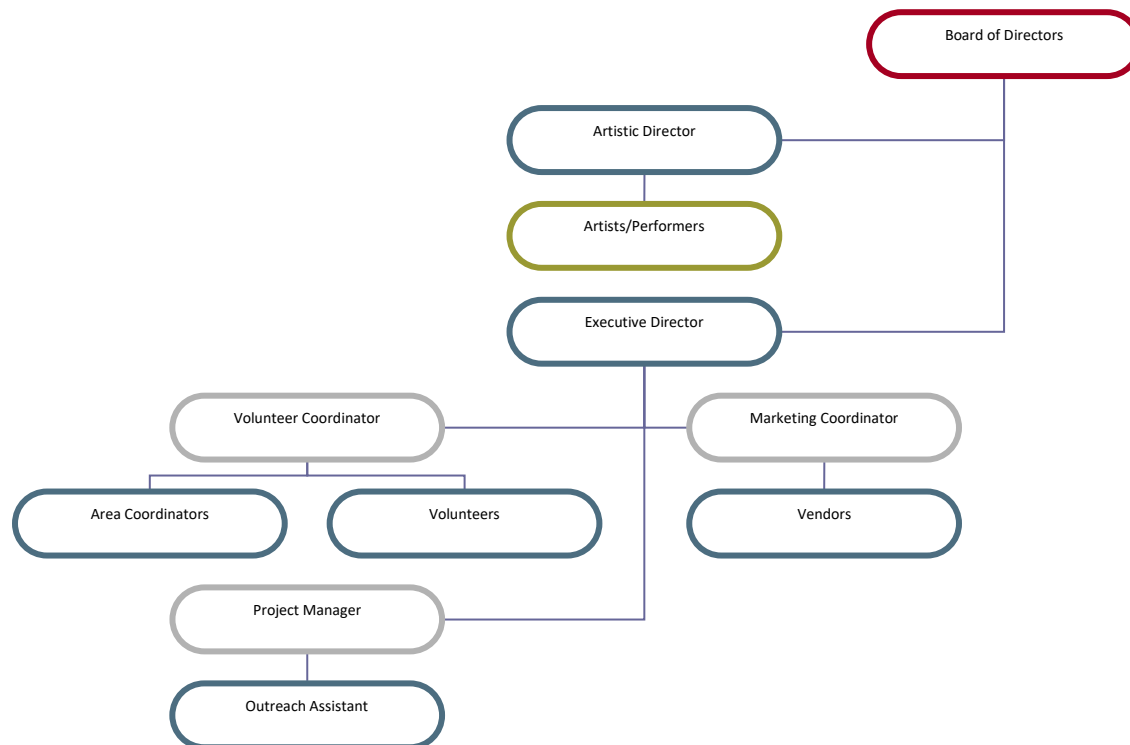 Board of Directors
Artistic Director
Artists/Performers
Executive Director
Volunteer Coordinator
Marketing Coordinator
Area Coordinators
Volunteers
Vendors
Project Manager
Outreach Assistant